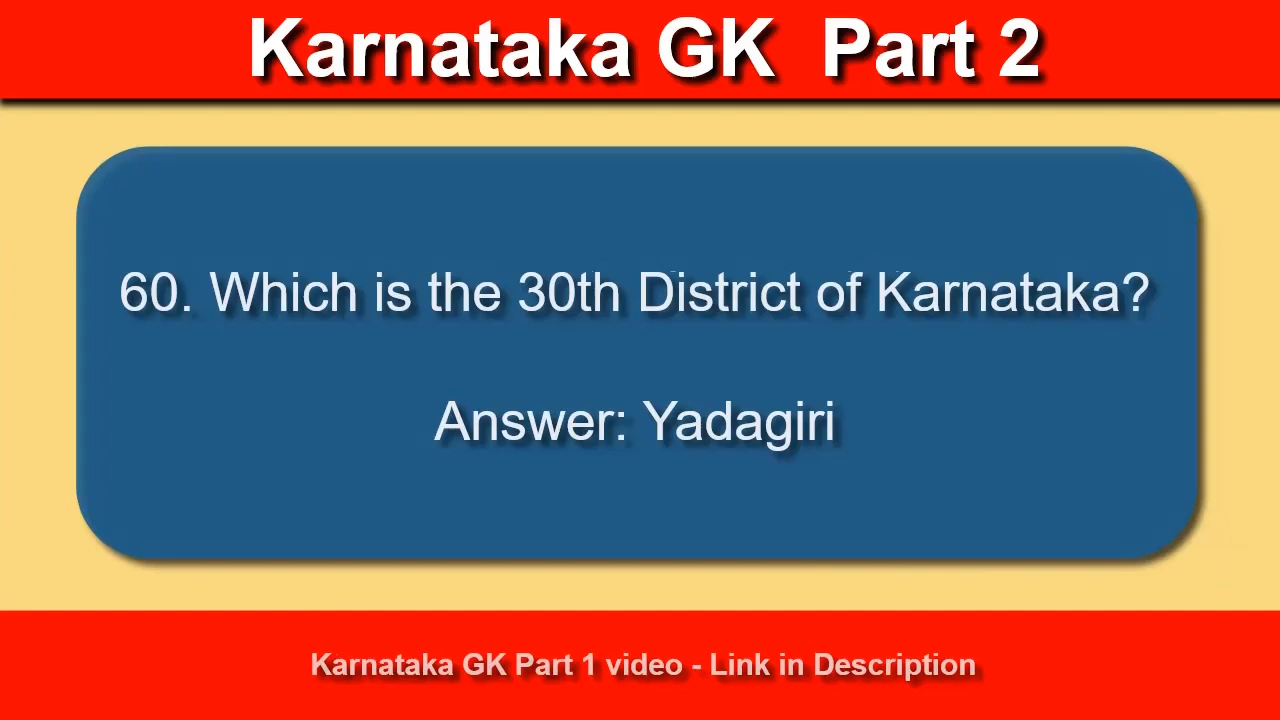 Karnataka GK Part 2
60. Which is the 30th District of Karnataka?
Answer: Yadagiri
Karnataka GK Part 1 video - Link in Description